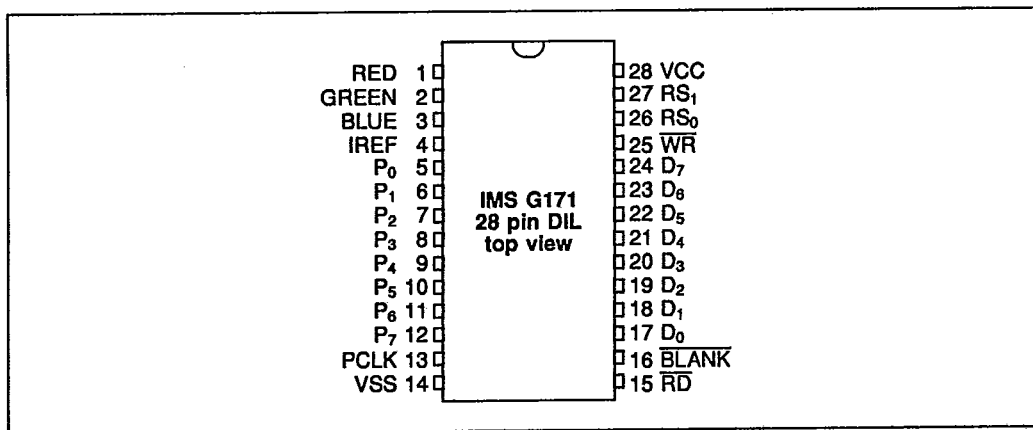 RED 1
GREEN 2
BLUE 3
IREF 4
P₀ 5
P₁ 6
P₂ 7
P₃ 8
P₄ 9
P₅ 10
P₆ 11
P₇ 12
PCLK 13
VSS 14
IMS G171
28 pin DIL
top view
28 VCC
27 RS₁
26 RS₀
25 W̅R̅
24 D₇
23 D₆
22 D₅
21 D₄
20 D₃
19 D₂
18 D₁
17 D₀
16 B̅L̅A̅N̅K̅
15 R̅D̅